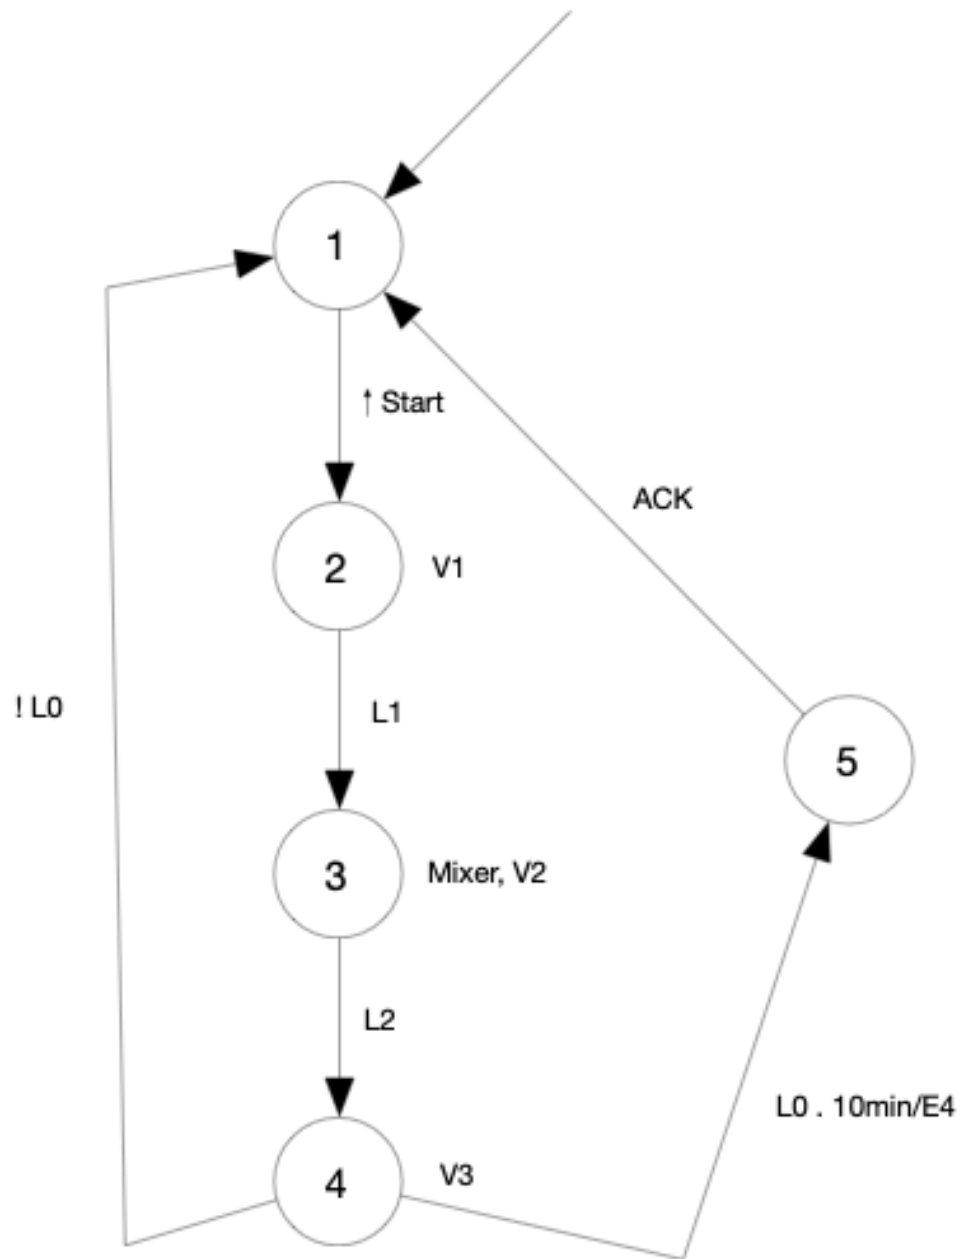 1
↑ Start
ACK
2
V1
! L0
L1
5
3
Mixer, V2
L2
L0 . 10min/E4
4
V3